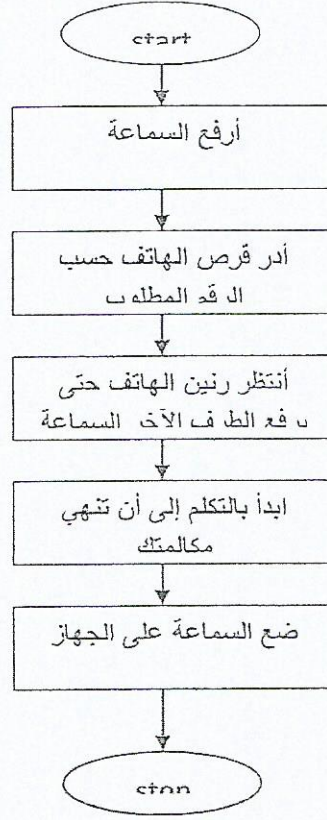 start
أرفع السماعة
أدر قرص الهاتف حسب
الرقم المطلوب
أنتظر رنين الهاتف حتى
يرفع الطرف الآخر السماعة
ابدأ بالتكلم إلى أن تنهي
مكالمتك
ضع السماعة على الجهاز
stop